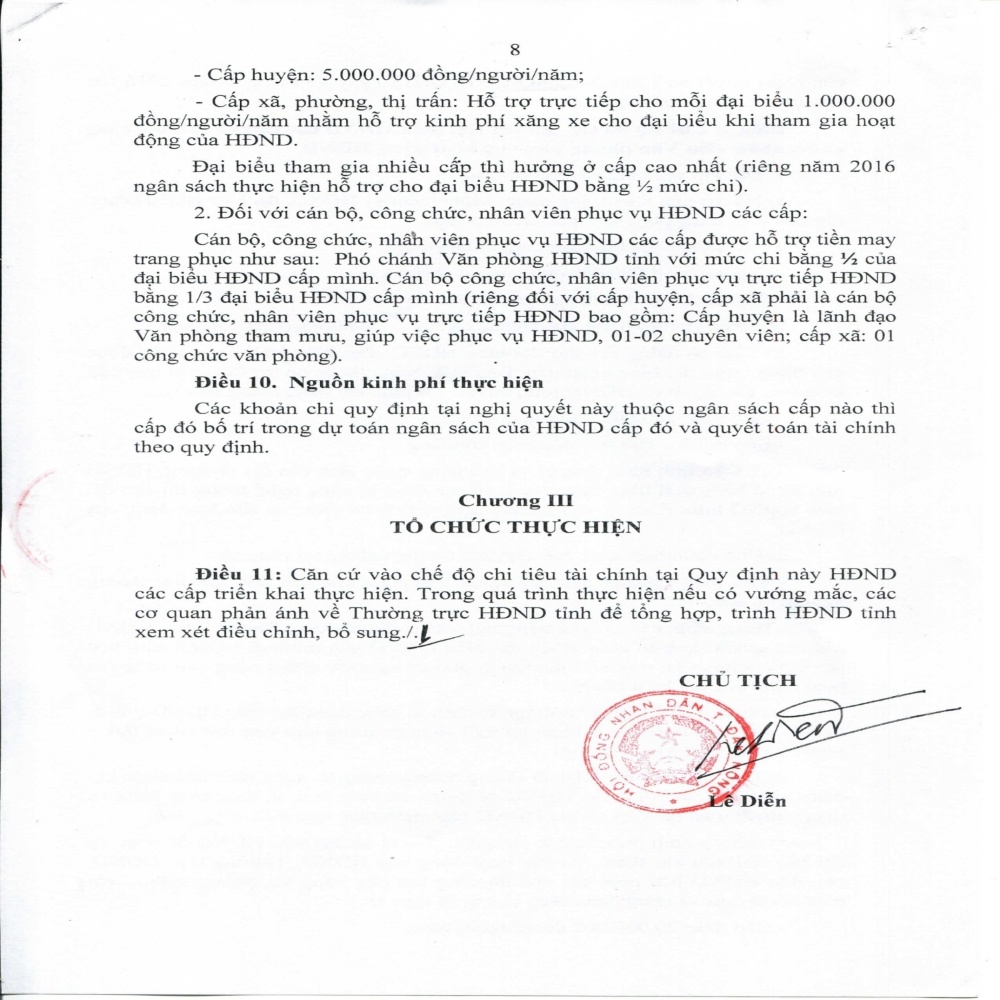 8
- Cấp huyện: 5.000.000 đồng/người/năm;
- Cấp xã, phường, thị trấn: Hỗ trợ trực tiếp cho mỗi đại biểu 1.000.000
đồng/người/năm nhằm hỗ trợ kinh phí xăng xe cho đại biểu khi tham gia hoạt
động của HĐND.
Đại biểu tham gia nhiều cấp thì hưởng ở cấp cao nhất (riêng năm 2016
ngân sách thực hiện hỗ trợ cho đại biểu HĐND bằng ½ mức chi).
2. Đối với cán bộ, công chức, nhân viên phục vụ HĐND các cấp:
Cán bộ, công chức, nhân viên phục vụ HĐND các cấp được hỗ trợ tiền may
trang phục như sau: Phó chánh Văn phòng HĐND tỉnh với mức chi bằng ½ của
đại biểu HĐND cấp mình. Cán bộ công chức, nhân viên phục vụ trực tiếp HĐND
bằng 1/3 đại biểu HĐND cấp mình (riêng đối với cấp huyện, cấp xã phải là cán bộ
công chức, nhân viên phục vụ trực tiếp HĐND bao gồm: Cấp huyện là lãnh đạo
Văn phòng tham mưu, giúp việc phục vụ HĐND, 01-02 chuyên viên; cấp xã: 01
công chức văn phòng).
Điều 10. Nguồn kinh phí thực hiện
Các khoản chi quy định tại nghị quyết này thuộc ngân sách cấp nào thì
cấp đó bố trí trong dự toán ngân sách của HĐND cấp đó và quyết toán tài chính
theo quy định.
Chương III
TỔ CHỨC THỰC HIỆN
Điều 11: Căn cứ vào chế độ chi tiêu tài chính tại Quy định này HĐND
các cấp triển khai thực hiện. Trong quá trình thực hiện nếu có vướng mắc, các
cơ quan phản ánh về Thường trực HĐND tỉnh để tổng hợp, trình HĐND tỉnh
xem xét điều chỉnh, bổ sung./.
CHỦ TỊCH
HỘI ĐỒNG NHÂN DÂN T. ĐẮK NÔNG
Lê Diễn